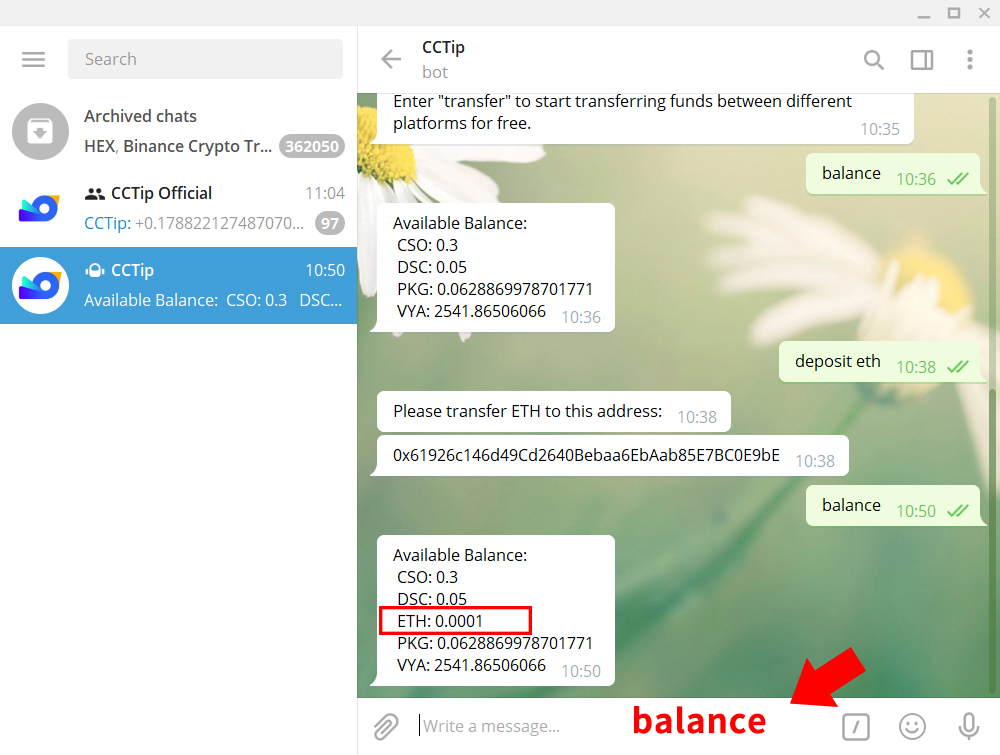 Search
Archived chats
HEX, Binance Crypto Tr... 362050
CCTip Official 11:04
CCTip: +0.178822127487070... 97
CCTip 10:50
Available Balance: CSO: 0.3 DSC...
CCTip
bot
Enter "transfer" to start transferring funds between different
platforms for free.
10:35
balance 10:36
Available Balance:
CSO: 0.3
DSC: 0.05
PKG: 0.0628869978701771
VYA: 2541.86506066 10:36
deposit eth 10:38
Please transfer ETH to this address: 10:38
0x61926c146d49Cd2640Bebaa6EbAab85E7BC0E9bE 10:38
balance 10:50
Available Balance:
CSO: 0.3
DSC: 0.05
ETH: 0.0001
PKG: 0.0628869978701771
VYA: 2541.86506066 10:50
Write a message...
balance